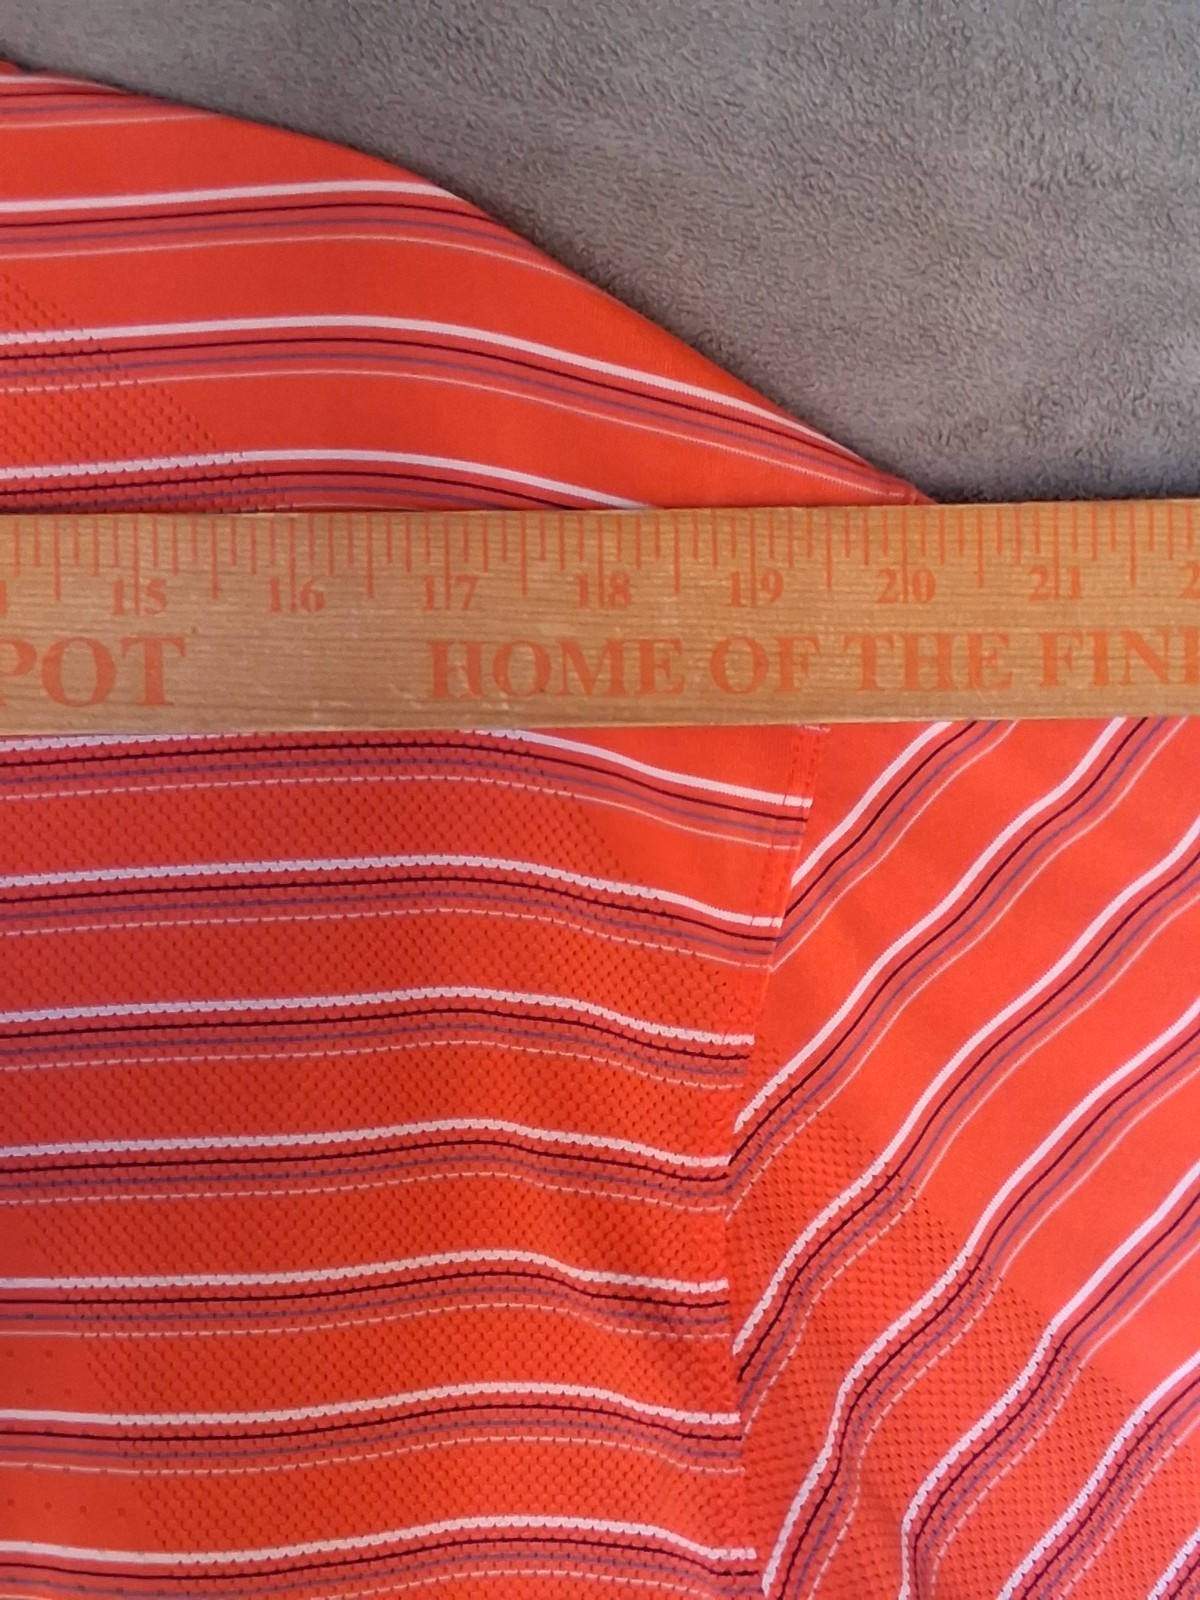 15 16 17 18 19 20 21
POT HOME OF THE FIN